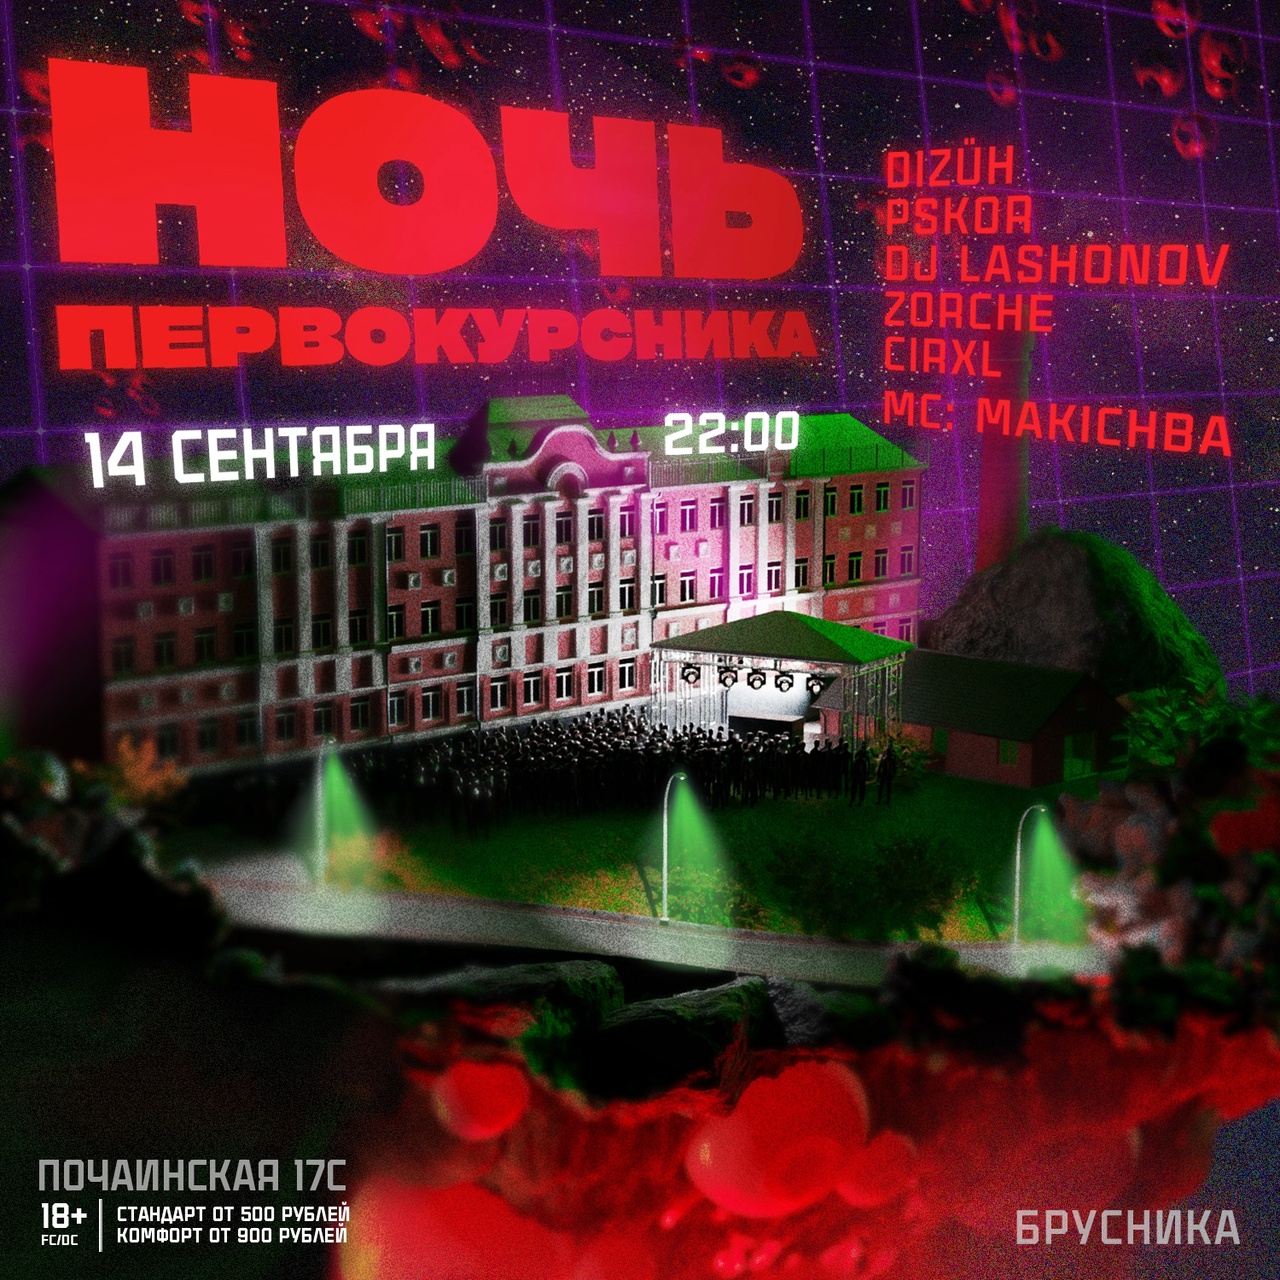 НОЧЬ
ПЕРВОКУРСНИКА
14 СЕНТЯБРЯ
22:00
DIZÜH
PSKOR
DJ LASHONOV
ZORCHE
CIRXL
MC: MAKICHBA
ПОЧАИНСКАЯ 17С
18+
FC/DC
СТАНДАРТ ОТ 500 РУБЛЕЙ
КОМФОРТ ОТ 900 РУБЛЕЙ
БРУСНИКА